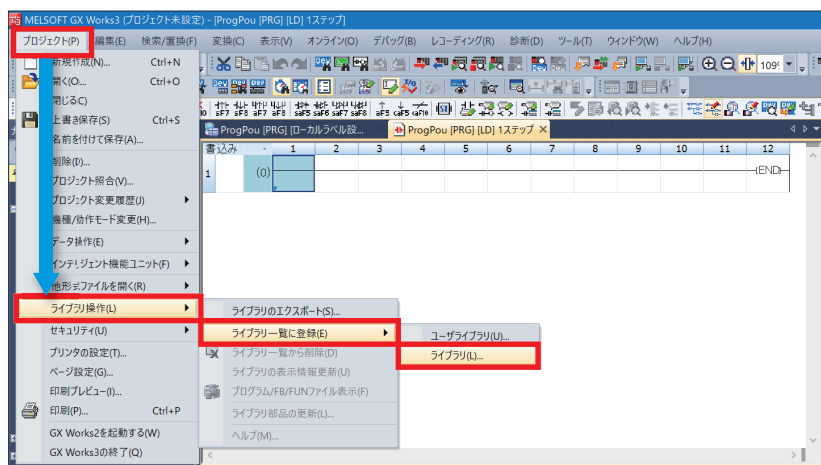 MELSOFT GX Works3 (プロジェクト未設定) - [ProgPou [PRG] [LD] 1ステップ]
プロジェクト(P) 編集(E) 検索/置換(F) 変換(C) 表示(V) オンライン(O) デバッグ(B) レコーディング(R) 診断(D) ツール(T) ウィンドウ(W) ヘルプ(H)
新規作成(N)... Ctrl+N
開く(O)... Ctrl+O
閉じる(C)
上書き保存(S) Ctrl+S
名前を付けて保存(A)...
削除(D)...
プロジェクト照合(V)...
プロジェクト変更履歴(J)
機種/動作モード変更(H)...
データ操作(E)
インテリジェント機能ユニット(F)
他形式ファイルを開く(R)
ライブラリ操作(L)
セキュリティ(U)
プリンタの設定(T)...
ページ設定(G)...
印刷プレビュー(I)...
印刷(P)... Ctrl+P
GX Works2を起動する(W)
GX Works3の終了(Q)
109
sF7 sF8 aF7 aF8 saF5 saF6 saF7 saF8 aF5 caF5 caF10
ProgPou [PRG] [ローカルラベル設... ProgPou [PRG] [LD] 1ステップ
書込み 1 2 3 4 5 6 7 8 9 10 11 12
1 (0) END
ライブラリのエクスポート(S)...
ライブラリ一覧に登録(E)
ライブラリ一覧から削除(D)
ライブラリの表示情報更新(U)
プログラム/FB/FUNファイル表示(F)
ライブラリ部品の更新(L)...
ヘルプ(M)...
ユーザライブラリ(U)...
ライブラリ(L)...